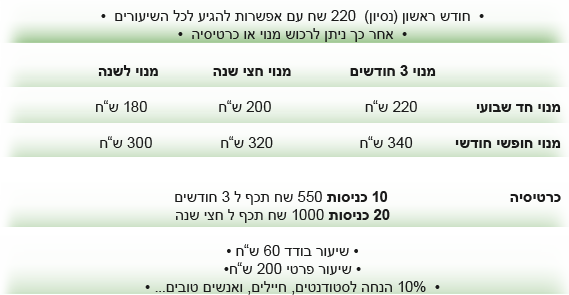 • חודש ראשון (נסיון) 220 שח עם אפשרות להגיע לכל השיעורים •
• אחר כך ניתן לרכוש מנוי או כרטיסיה •
מנוי 3 חודשים מנוי חצי שנה מנוי לשנה
מנוי חד שבועי 220 ש"ח 200 ש"ח 180 ש"ח
מנוי חופשי חודשי 340 ש"ח 320 ש"ח 300 ש"ח
כרטיסיה 10 כניסות 550 שח תכף ל 3 חודשים
20 כניסות 1000 שח תכף ל חצי שנה
• שיעור בודד 60 ש"ח •
• שיעור פרטי 200 ש"ח•
• 10% הנחה לסטודנטים, חיילים, ואנשים טובים... •